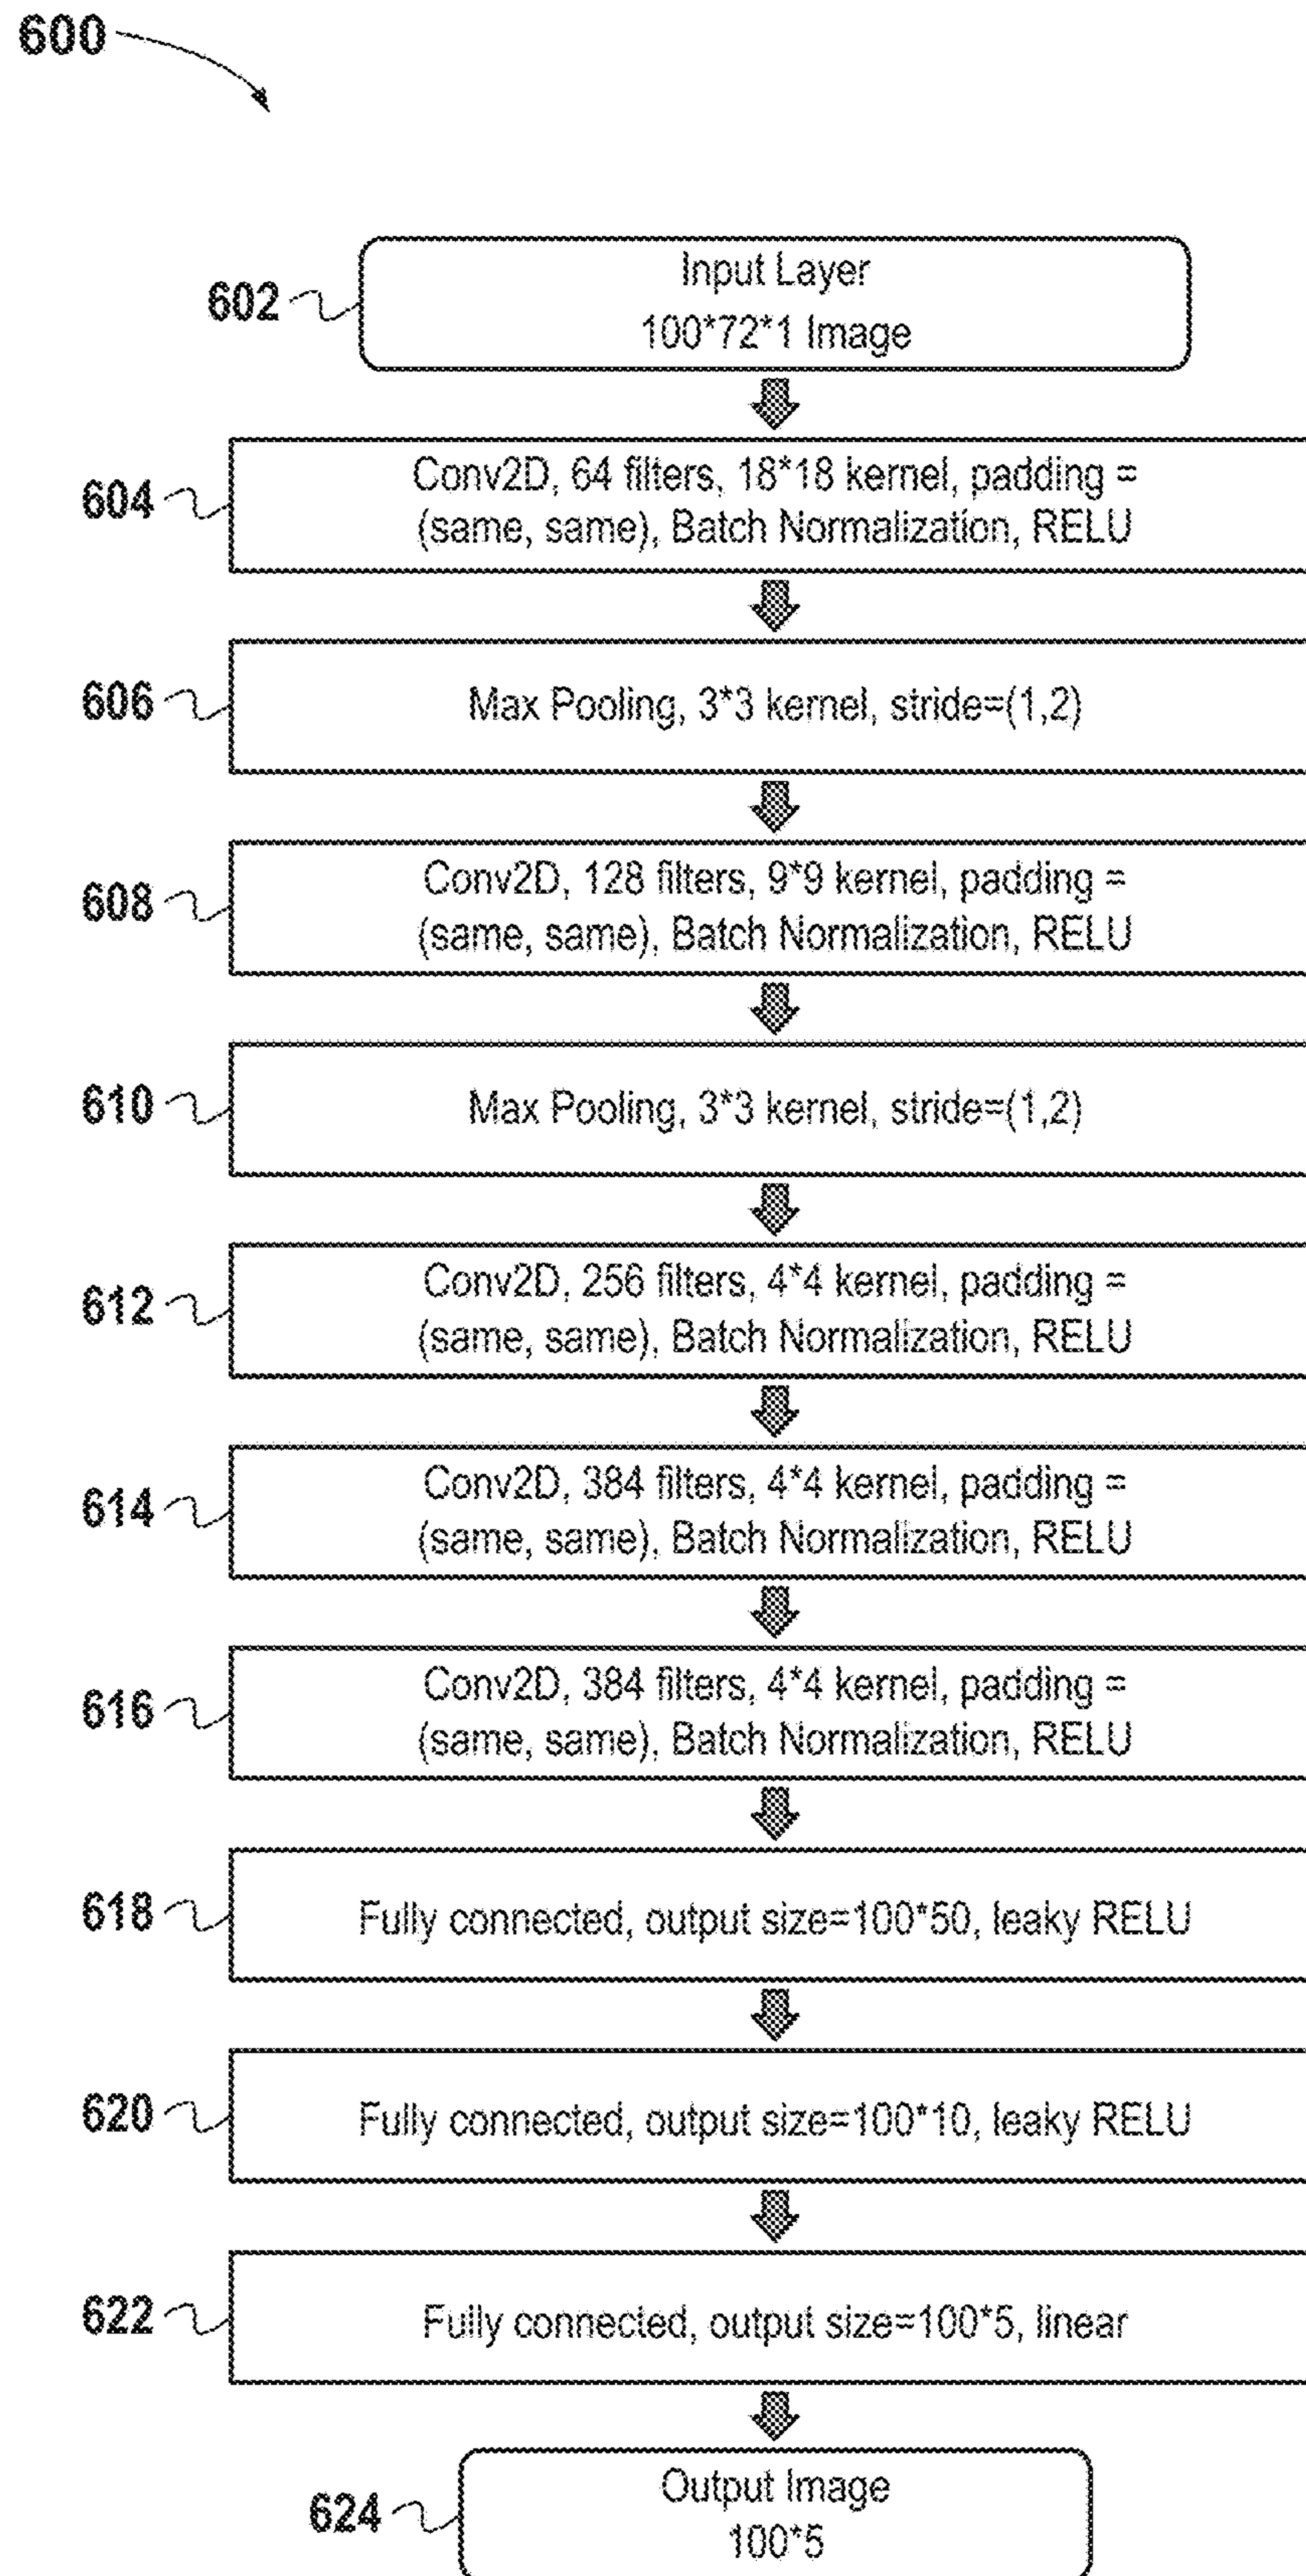 600
602
Input Layer
100*72*1 Image
604
Conv2D, 64 filters, 18*18 kernel, padding =
(same, same), Batch Normalization, RELU
606
Max Pooling, 3*3 kernel, stride=(1,2)
608
Conv2D, 128 filters, 9*9 kernel, padding =
(same, same), Batch Normalization, RELU
610
Max Pooling, 3*3 kernel, stride=(1,2)
612
Conv2D, 256 filters, 4*4 kernel, padding =
(same, same), Batch Normalization, RELU
614
Conv2D, 384 filters, 4*4 kernel, padding =
(same, same), Batch Normalization, RELU
616
Conv2D, 384 filters, 4*4 kernel, padding =
(same, same), Batch Normalization, RELU
618
Fully connected, output size=100*50, leaky RELU
620
Fully connected, output size=100*10, leaky RELU
622
Fully connected, output size=100*5, linear
624
Output Image
100*5